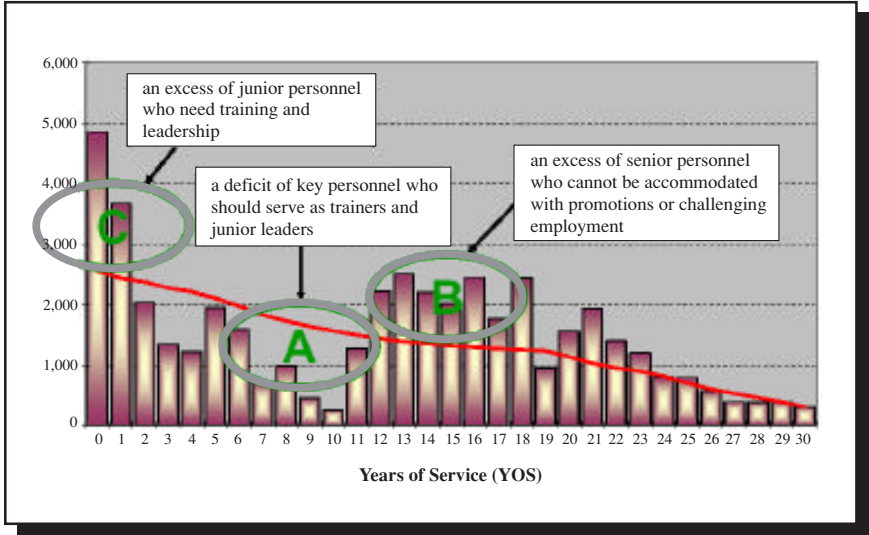 6,000
5,000
4,000
3,000
2,000
1,000
0
an excess of junior personnel
who need training and
leadership
a deficit of key personnel who
should serve as trainers and
junior leaders
an excess of senior personnel
who cannot be accommodated
with promotions or challenging
employment
C
A
B
0 1 2 3 4 5 6 7 8 9 10 11 12 13 14 15 16 17 18 19 20 21 22 23 24 25 26 27 28 29 30
Years of Service (YOS)